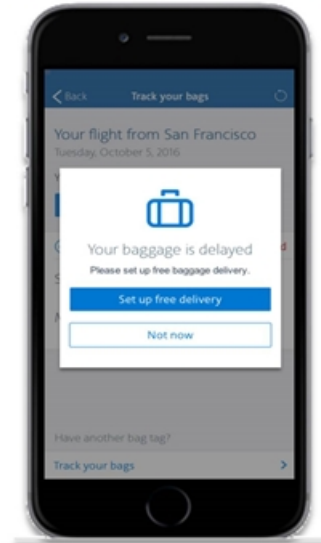 Back Track your bags
Your flight from San Francisco
Tuesday, October 5, 2016
Your baggage is delayed
Please set up free baggage delivery.
Set up free delivery
Not now
Have another bag tag?
Track your bags